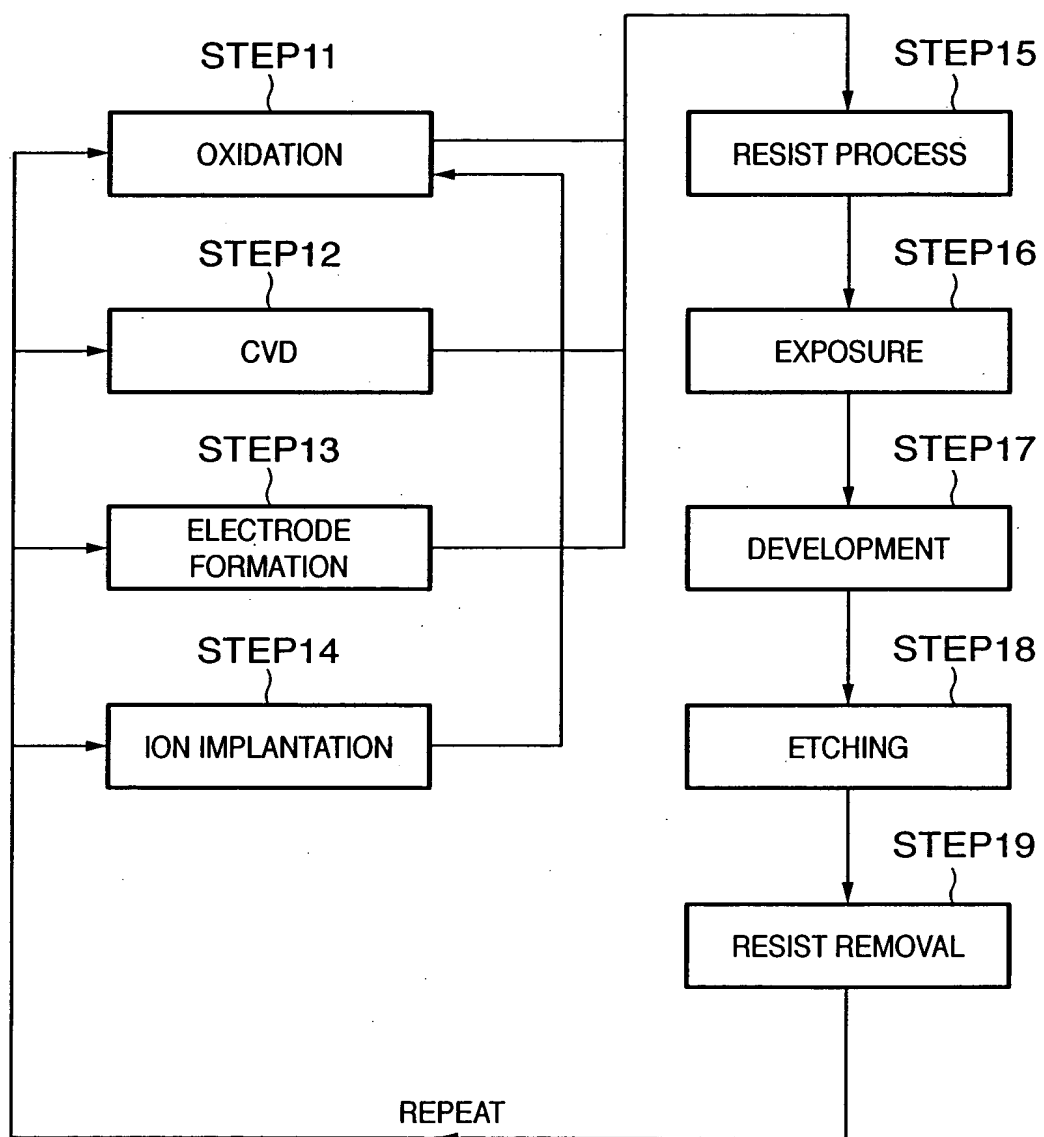 STEP11
OXIDATION
STEP12
CVD
STEP13
ELECTRODE
FORMATION
STEP14
ION IMPLANTATION
STEP15
RESIST PROCESS
STEP16
EXPOSURE
STEP17
DEVELOPMENT
STEP18
ETCHING
STEP19
RESIST REMOVAL
REPEAT